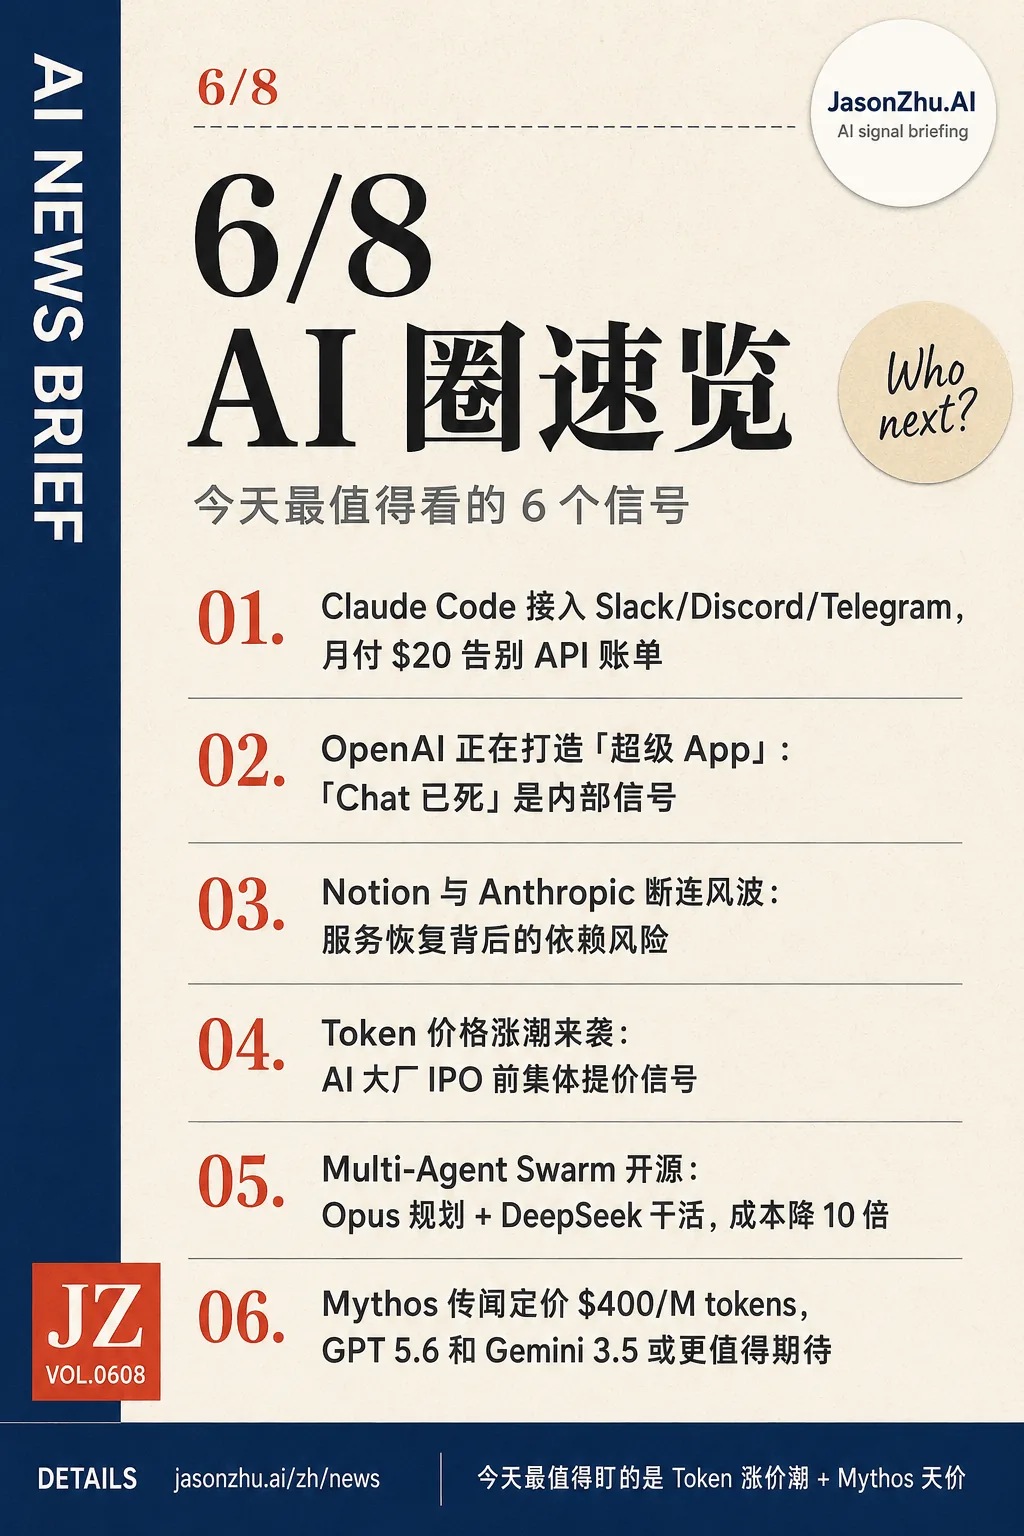 AI NEWS BRIEF
6/8
JasonZhu.AI
AI signal briefing
6/8
AI 圈速览
Who
next?
今天最值得看的 6 个信号
01.
Claude Code 接入 Slack/Discord/Telegram,
月付 $20 告别 API 账单
02.
OpenAI 正在打造「超级 App」:
「Chat 已死」是内部信号
03.
Notion 与 Anthropic 断连风波:
服务恢复背后的依赖风险
04.
Token 价格涨潮来袭:
AI 大厂 IPO 前集体提价信号
05.
Multi-Agent Swarm 开源:
Opus 规划 + DeepSeek 干活, 成本降 10 倍
06.
Mythos 传闻定价 $400/M tokens,
GPT 5.6 和 Gemini 3.5 或更值得期待
JZ
VOL.0608
DETAILS
jasonzhu.ai/zh/news
今天最值得盯的是 Token 涨价潮 + Mythos 天价